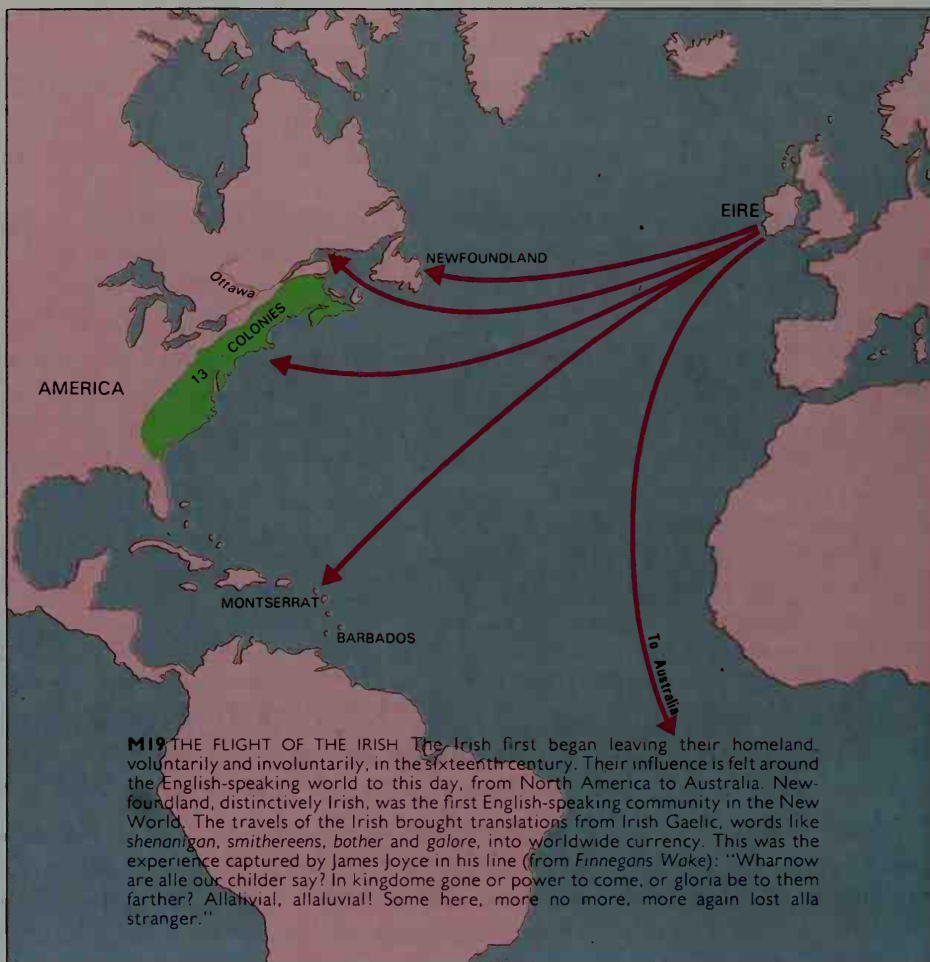 EIRE
NEWFOUNDLAND
Ottawa
13 COLONIES
AMERICA
MONTSERRAT
BARBADOS
To Australia
M19 THE FLIGHT OF THE IRISH The Irish first began leaving their homeland,
voluntarily and involuntarily, in the sixteenth century. Their influence is felt around
the English-speaking world to this day, from North America to Australia. New-
foundland, distinctively Irish, was the first English-speaking community in the New
World. The travels of the Irish brought translations from Irish Gaelic, words like
shenanigan, smithereens, bother and galore, into worldwide currency. This was the
experience captured by James Joyce in his line (from Finnegans Wake): "Wharnow
are alle our childer say? In kingdome gone or power to come, or gloria be to them
farther? Allalivial, allaluvial! Some here, more no more, more again lost alla
stranger."